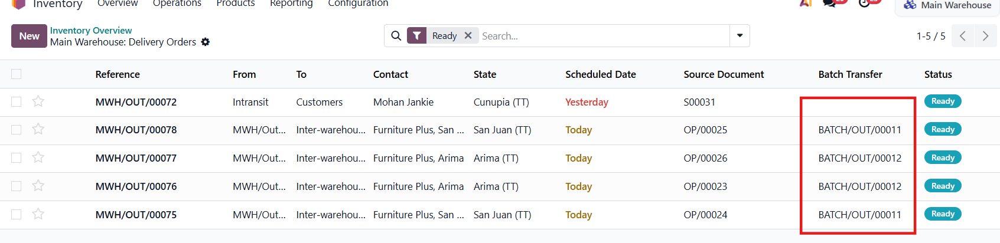 Inventory Overview Operations Products Reporting Configuration Main Warehouse
New Inventory Overview
Main Warehouse: Delivery Orders
Ready Search... 1-5 / 5
Reference From To Contact State Scheduled Date Source Document Batch Transfer Status
MWH/OUT/00072 Intransit Customers Mohan Jankie Cunupia (TT) Yesterday S00031 Ready
MWH/OUT/00078 MWH/Out... Inter-warehou... Furniture Plus, San ... San Juan (TT) Today OP/00025 BATCH/OUT/00011 Ready
MWH/OUT/00077 MWH/Out... Inter-warehou... Furniture Plus, Arima Arima (TT) Today OP/00026 BATCH/OUT/00012 Ready
MWH/OUT/00076 MWH/Out... Inter-warehou... Furniture Plus, Arima Arima (TT) Today OP/00023 BATCH/OUT/00012 Ready
MWH/OUT/00075 MWH/Out... Inter-warehou... Furniture Plus, San ... San Juan (TT) Today OP/00024 BATCH/OUT/00011 Ready